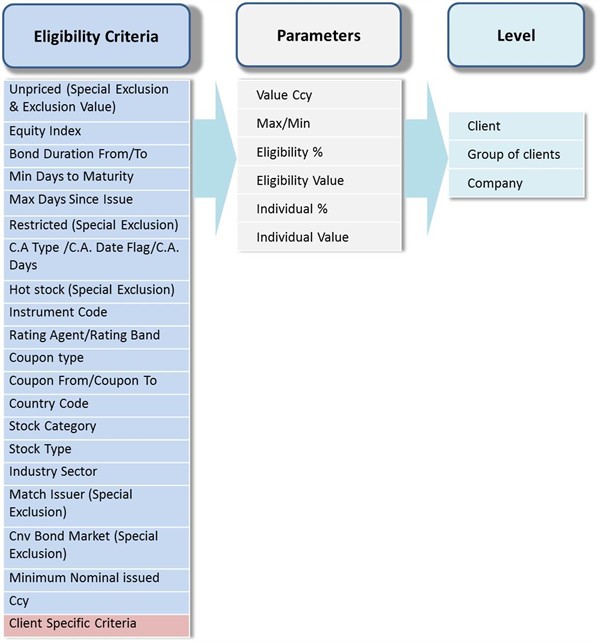 Eligibility Criteria
Parameters
Level
Unpriced (Special Exclusion
& Exclusion Value)
Equity Index
Bond Duration From/To
Min Days to Maturity
Max Days Since Issue
Restricted (Special Exclusion)
C.A Type /C.A. Date Flag/C.A.
Days
Hot stock (Special Exclusion)
Instrument Code
Rating Agent/Rating Band
Coupon type
Coupon From/Coupon To
Country Code
Stock Category
Stock Type
Industry Sector
Match Issuer (Special
Exclusion)
Cnv Bond Market (Special
Exclusion)
Minimum Nominal issued
Ccy
Client Specific Criteria
Value Ccy
Max/Min
Eligibility %
Eligibility Value
Individual %
Individual Value
Client
Group of clients
Company